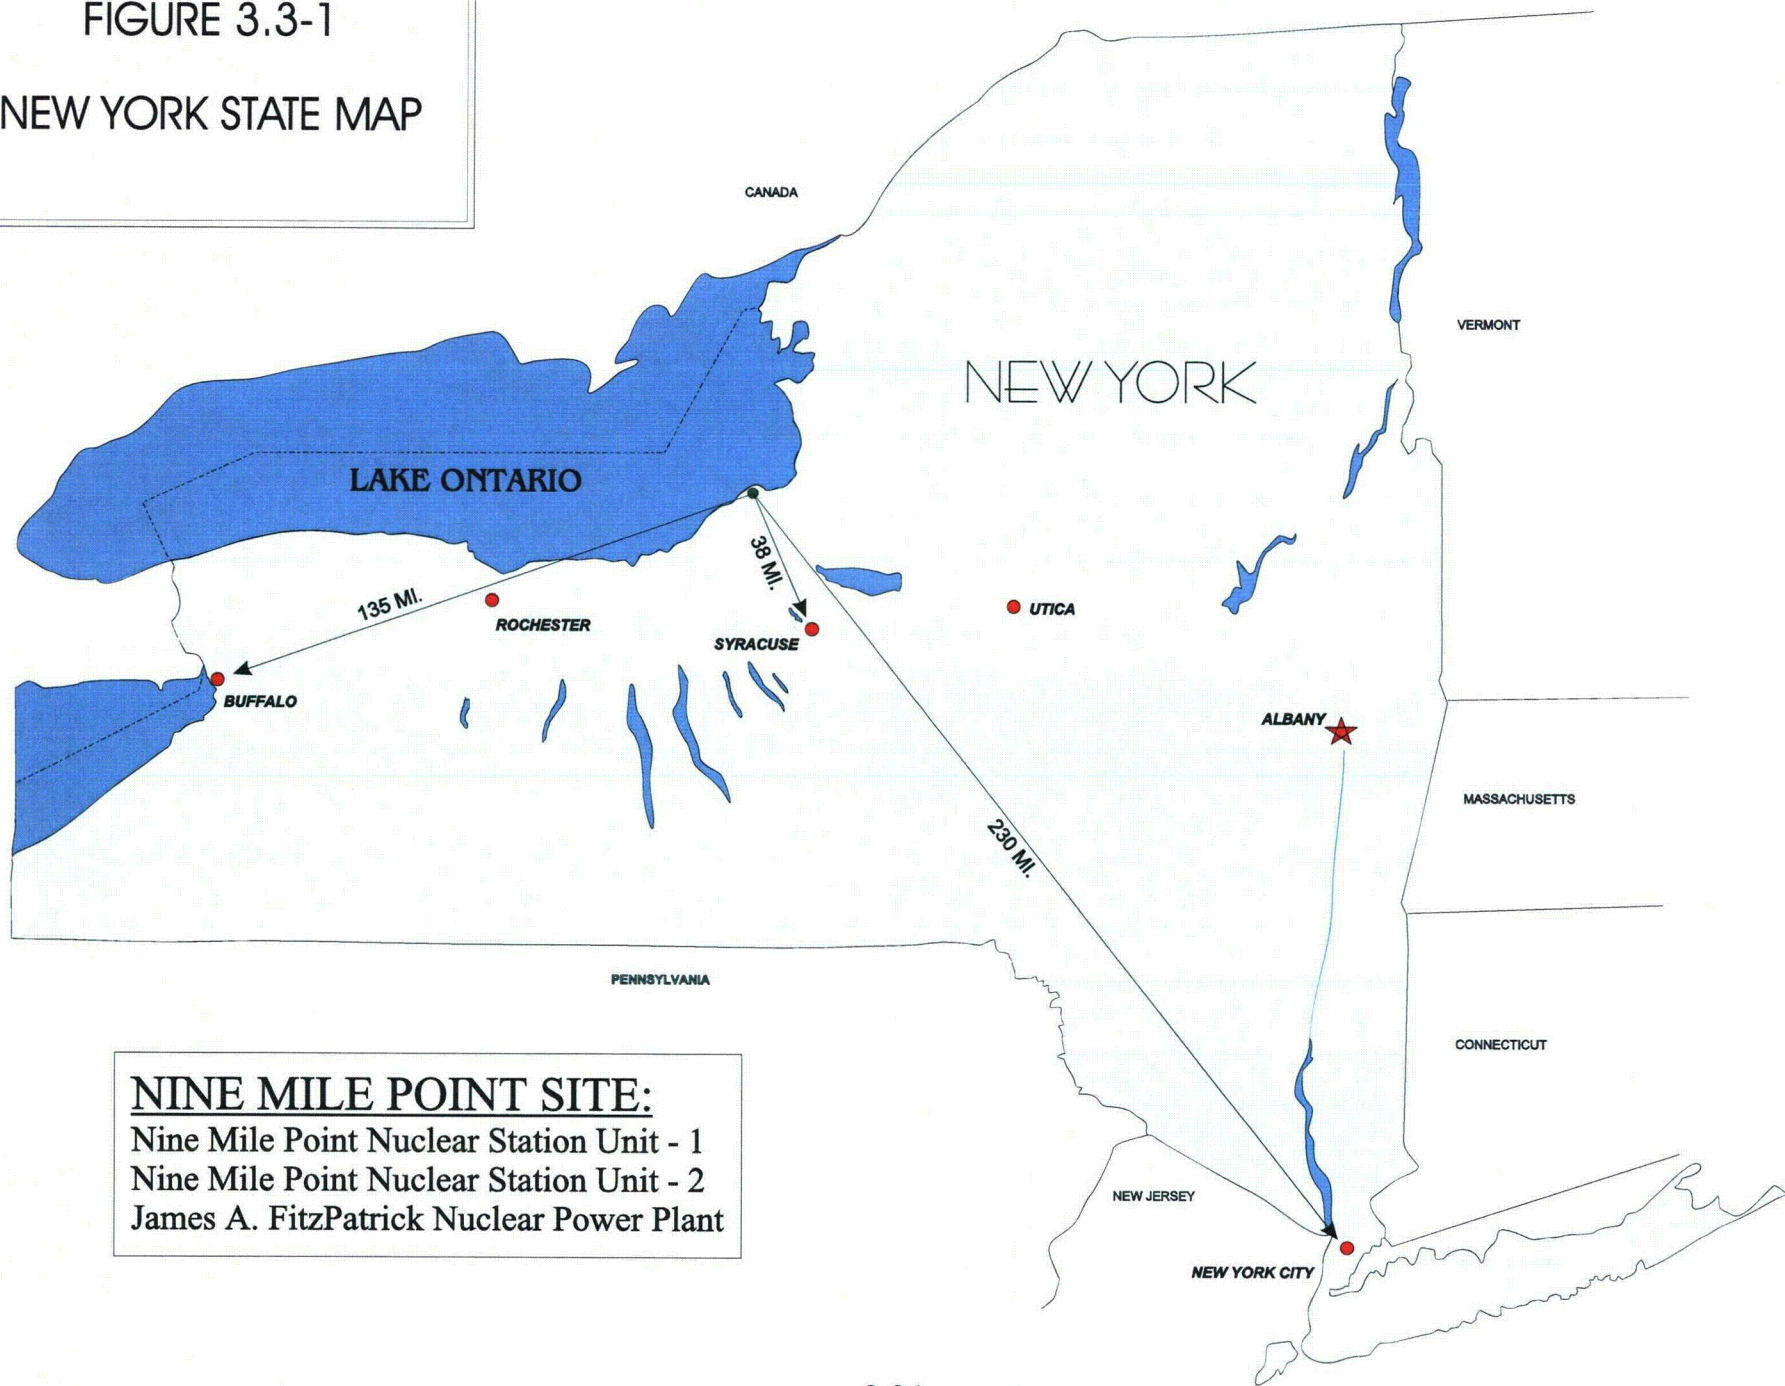 FIGURE 3.3-1
NEW YORK STATE MAP
CANADA
VERMONT
NEW YORK
LAKE ONTARIO
38 MI.
135 MI.
ROCHESTER
UTICA
SYRACUSE
BUFFALO
ALBANY
MASSACHUSETTS
230 MI.
PENNSYLVANIA
CONNECTICUT
NINE MILE POINT SITE:
Nine Mile Point Nuclear Station Unit - 1
Nine Mile Point Nuclear Station Unit - 2
James A. FitzPatrick Nuclear Power Plant
NEW JERSEY
NEW YORK CITY